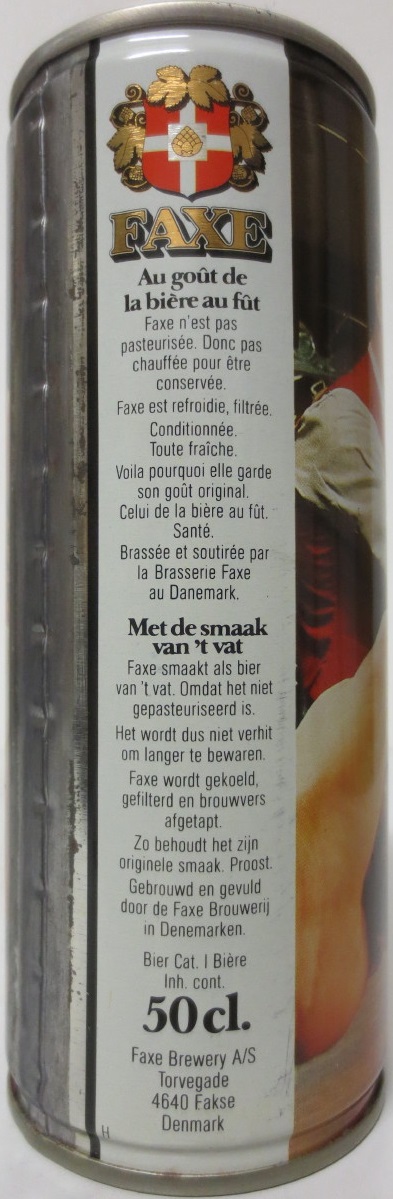 FAXE
Au goût de
la bière au fût
Faxe n'est pas
pasteurisée. Donc pas
chauffée pour être
conservée.
Faxe est refroidie, filtrée.
Conditionnée.
Toute fraîche.
Voila pourquoi elle garde
son goût original.
Celui de la bière au fût.
Santé.
Brassée et soutirée par
la Brasserie Faxe
au Danemark.
Met de smaak
van 't vat
Faxe smaakt als bier
van 't vat. Omdat het niet
gepasteuriseerd is.
Het wordt dus niet verhit
om langer te bewaren.
Faxe wordt gekoeld,
gefilterd en brouwvers
afgetapt.
Zo behoudt het zijn
originele smaak. Proost.
Gebrouwd en gevuld
door de Faxe Brouwerij
in Denemarken.
Bier Cat. I Bière
Inh. cont.
50 cl.
Faxe Brewery A/S
Torvegade
4640 Fakse
Denmark
H